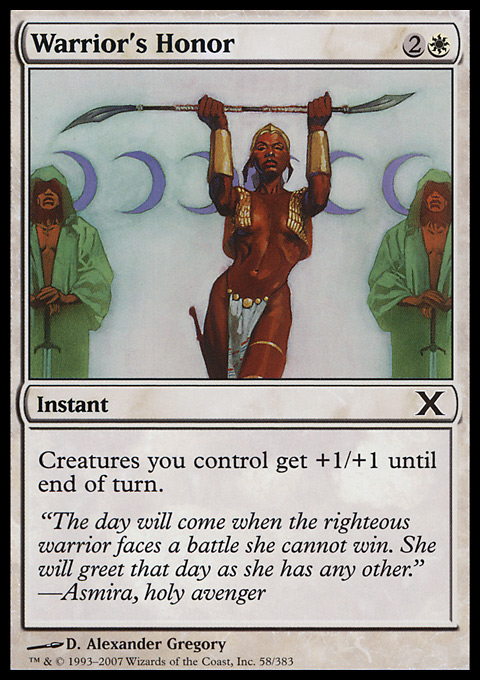 Warrior's Honor 2
Instant X
Creatures you control get +1/+1 until
end of turn.
“The day will come when the righteous
warrior faces a battle she cannot win. She
will greet that day as she has any other.”
—Asmira, holy avenger
D. Alexander Gregory
™ & © 1993–2007 Wizards of the Coast, Inc. 58/383